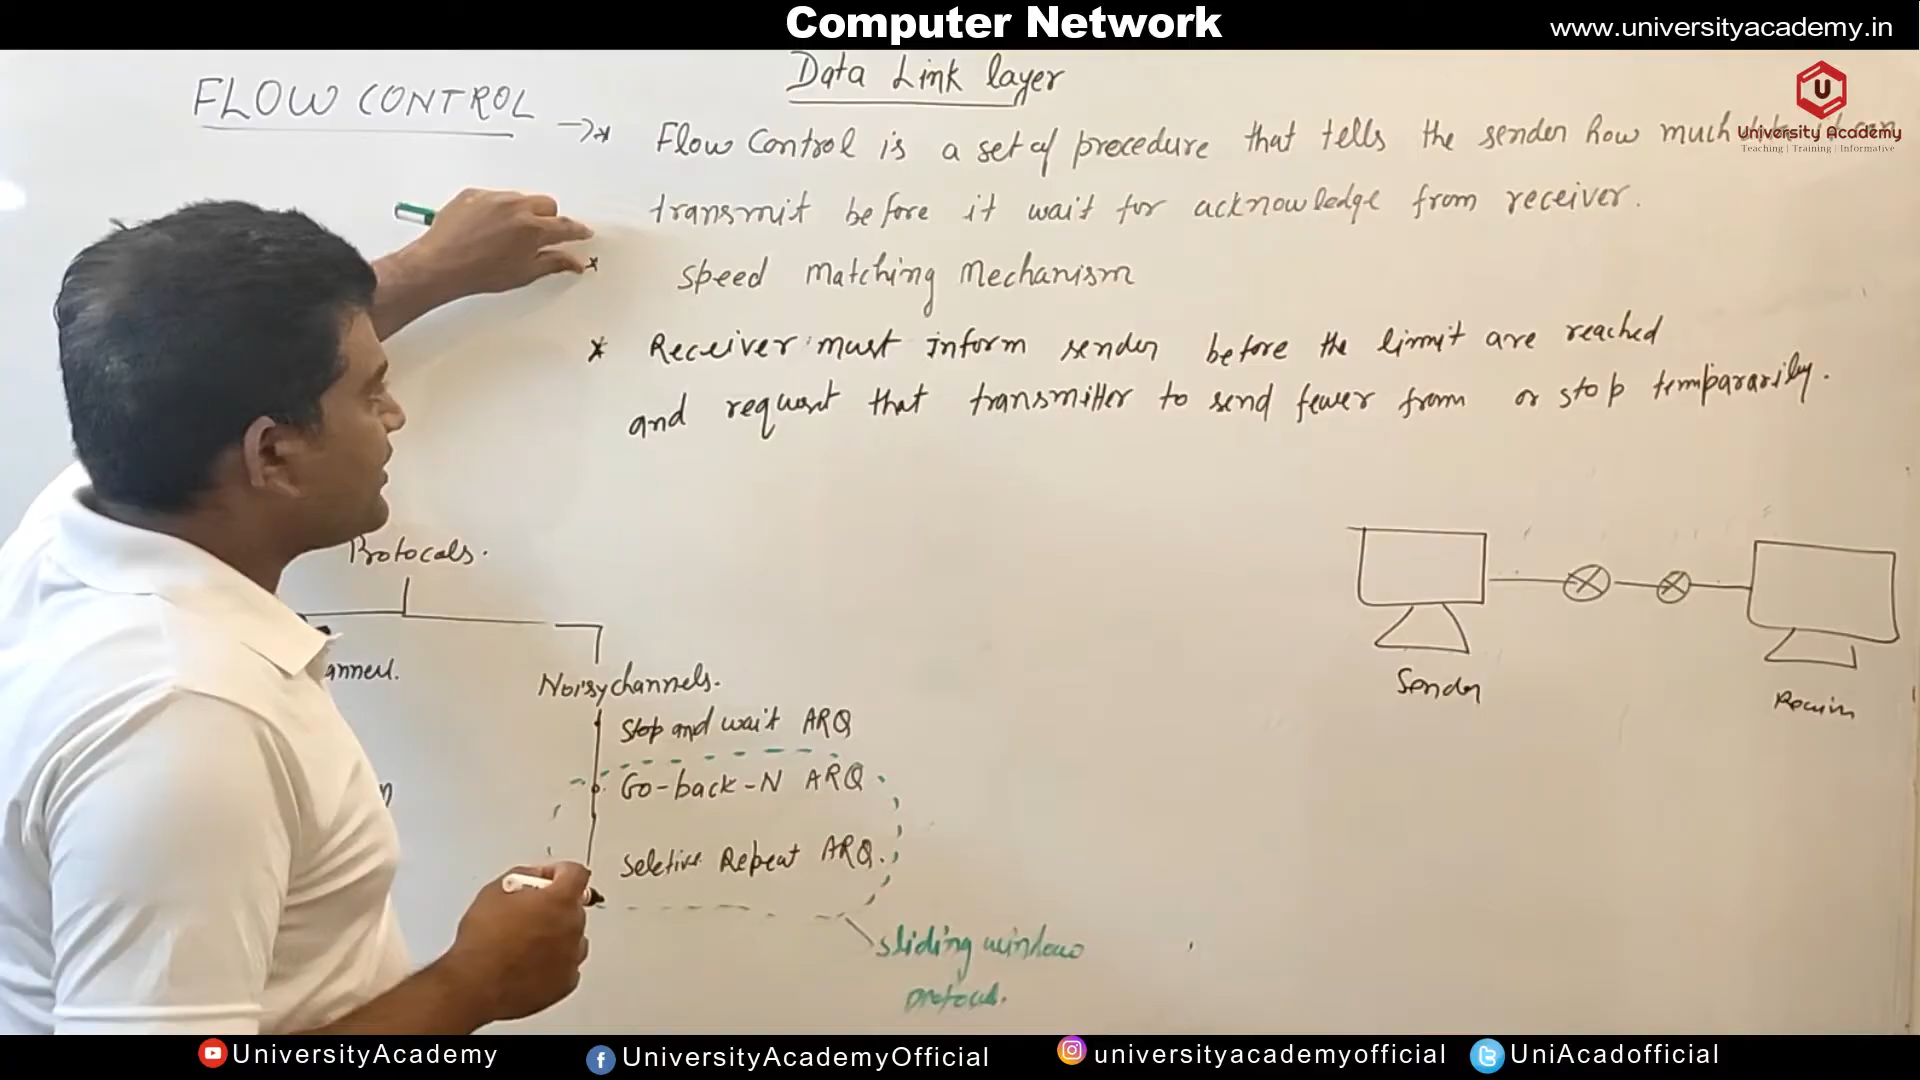 Computer Network
www.universityacademy.in
Data Link layer
FLOW CONTROL
University Academy
Teaching | Training | Informative
Flow Control is a set of precedure that tells the sender how much
transmit before it wait for acknowledge from receiver.
* Speed Matching Mechanism
* Receiver must inform sender before the limit are reached
and request that transmitter to send fewer from or stop tempararily.
Protocals.
Noisy channels.
Stop and wait ARQ
Go-back-N ARQ
Seletive Repeat ARQ.
sliding window
protocol.
Sender
UniversityAcademy
UniversityAcademyOfficial
universityacademyofficial
UniAcadofficial